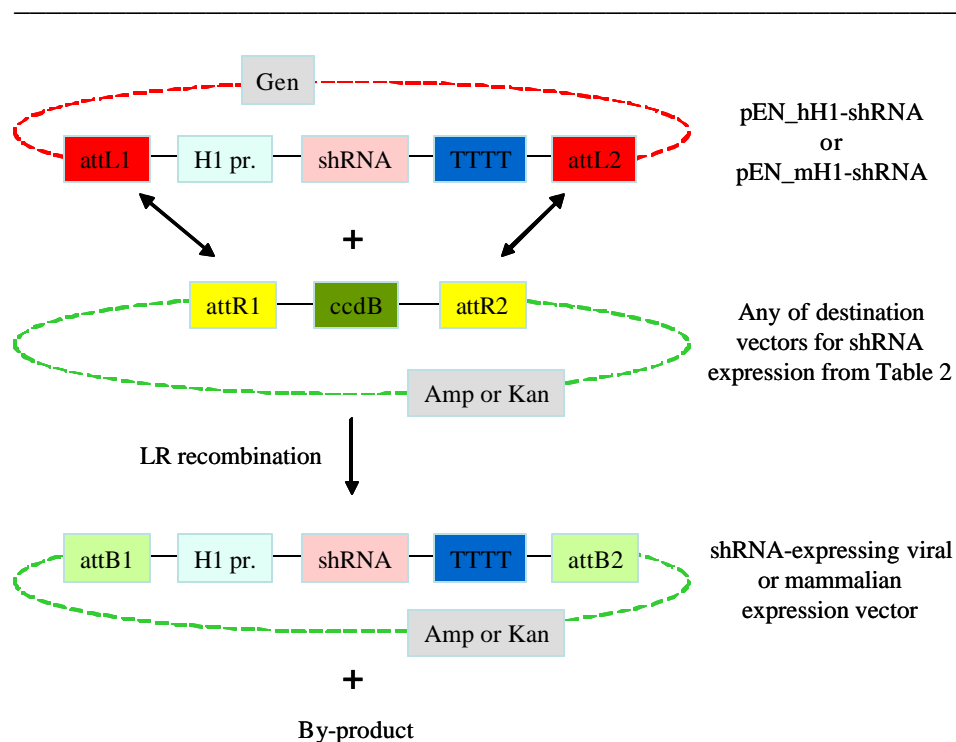 Gen
attL1
H1 pr.
shRNA
TTTT
attL2
pEN_hH1-shRNA
or
pEN_mH1-shRNA
+
attR1
ccdB
attR2
Amp or Kan
Any of destination
vectors for shRNA
expression from Table 2
LR recombination
attB1
H1 pr.
shRNA
TTTT
attB2
Amp or Kan
shRNA-expressing viral
or mammalian
expression vector
+
By-product